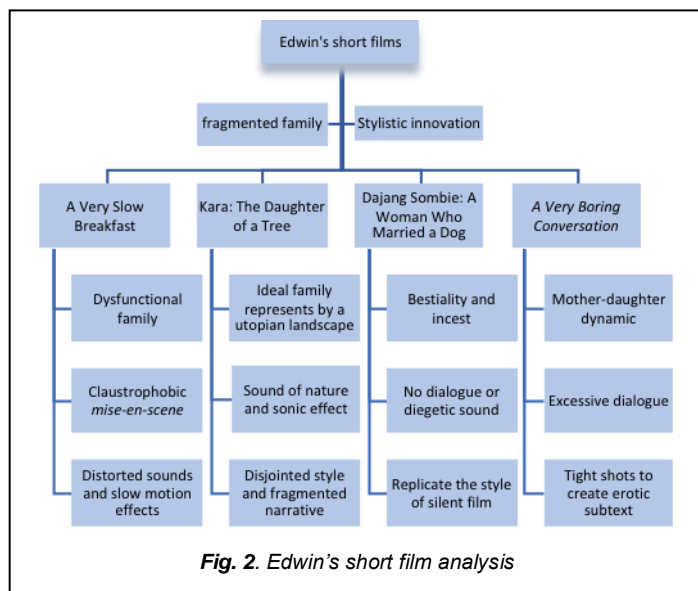 Edwin's short films
fragmented family
Stylistic innovation
A Very Slow
Breakfast
Kara: The Daughter
of a Tree
Dajang Sombie: A
Woman Who
Married a Dog
A Very Boring
Conversation
Dysfunctional
family
Ideal family
represents by a
utopian landscape
Bestiality and
incest
Mother-daughter
dynamic
Claustrophobic
mise-en-scene
Sound of nature
and sonic effect
No dialogue or
diegetic sound
Excessive dialogue
Distorted sounds
and slow motion
effects
Disjointed style
and fragmented
narrative
Replicate the style
of silent film
Tight shots to
create erotic
subtext
Fig. 2. Edwin's short film analysis